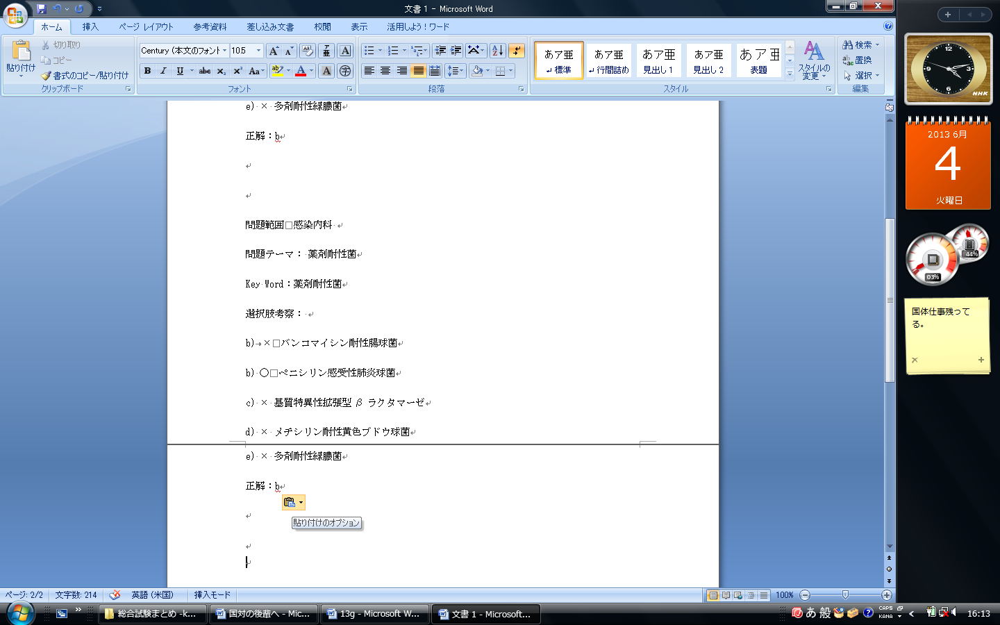 文書 1 - Microsoft Word
ホーム 挿入 ページ レイアウト 参考資料 差し込み文書 校閲 表示 活用しよう！ワード
貼り付け
切り取り
コピー
書式のコピー/貼り付け
クリップボード
Century (本文のフォント 10.5
フォント
段落
あア亜 あア亜 あア亜 あア亜 あア亜
標準 行間詰め 見出し 1 見出し 2 表題
スタイルの変更
スタイル
検索
置換
選択
編集
e) × 多剤耐性緑膿菌
正解：b
問題範囲□感染内科
問題テーマ： 薬剤耐性菌
Key Word：薬剤耐性菌
選択肢考察：
b)→×□バンコマイシン耐性腸球菌
b) ○□ペニシリン感受性肺炎球菌
c) × 基質特異性拡張型 β ラクタマーゼ
d) × メチシリン耐性黄色ブドウ球菌
e) × 多剤耐性緑膿菌
正解：b
貼り付けのオプション
ページ: 2/2 文字数: 214 英語 (米国) 挿入モード 100%
12
3
6
9
NHK
2013 6月
4
火曜日
44%
03%
国体仕事残って
る。
総合試験まとめ -k... 国対の後輩へ - Mic... 13g - Microsoft W... 文書 1 - Microsoft...
あ 般 CAPS KANA 16:13